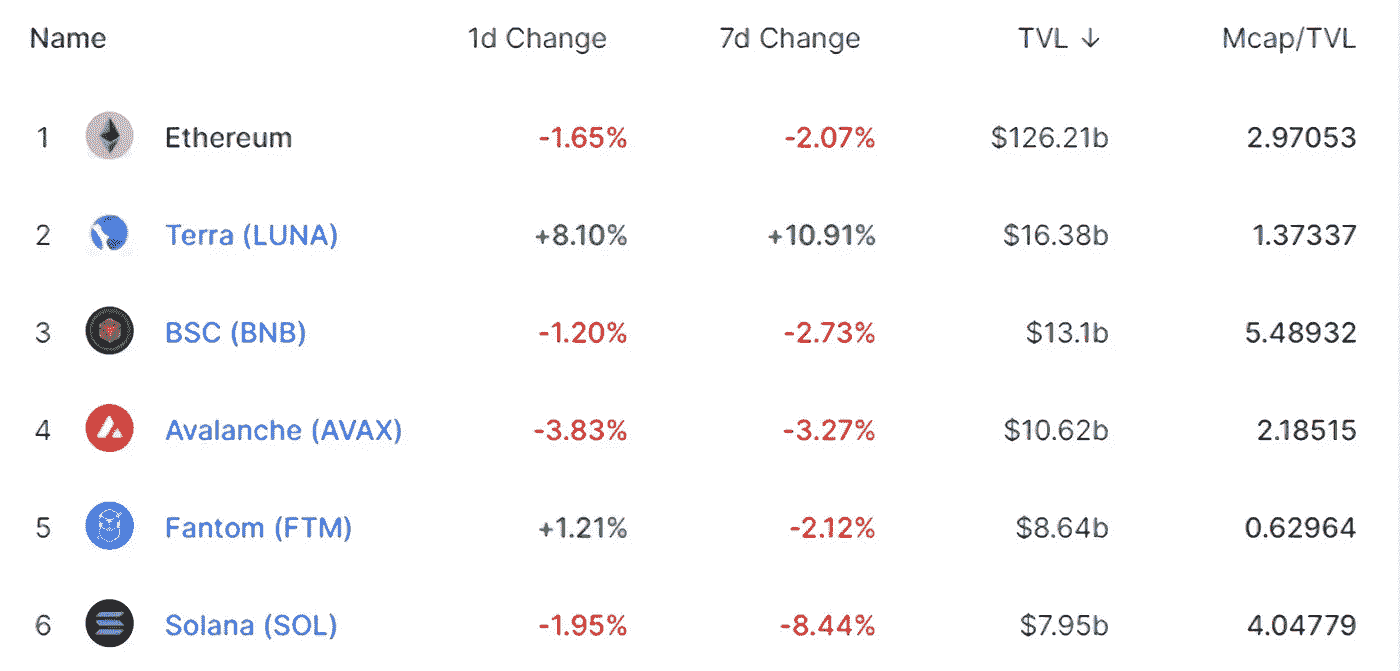 Name 1d Change 7d Change TVL ↓ Mcap/TVL
1 Ethereum -1.65% -2.07% $126.21b 2.97053
2 Terra (LUNA) +8.10% +10.91% $16.38b 1.37337
3 BSC (BNB) -1.20% -2.73% $13.1b 5.48932
4 Avalanche (AVAX) -3.83% -3.27% $10.62b 2.18515
5 Fantom (FTM) +1.21% -2.12% $8.64b 0.62964
6 Solana (SOL) -1.95% -8.44% $7.95b 4.04779